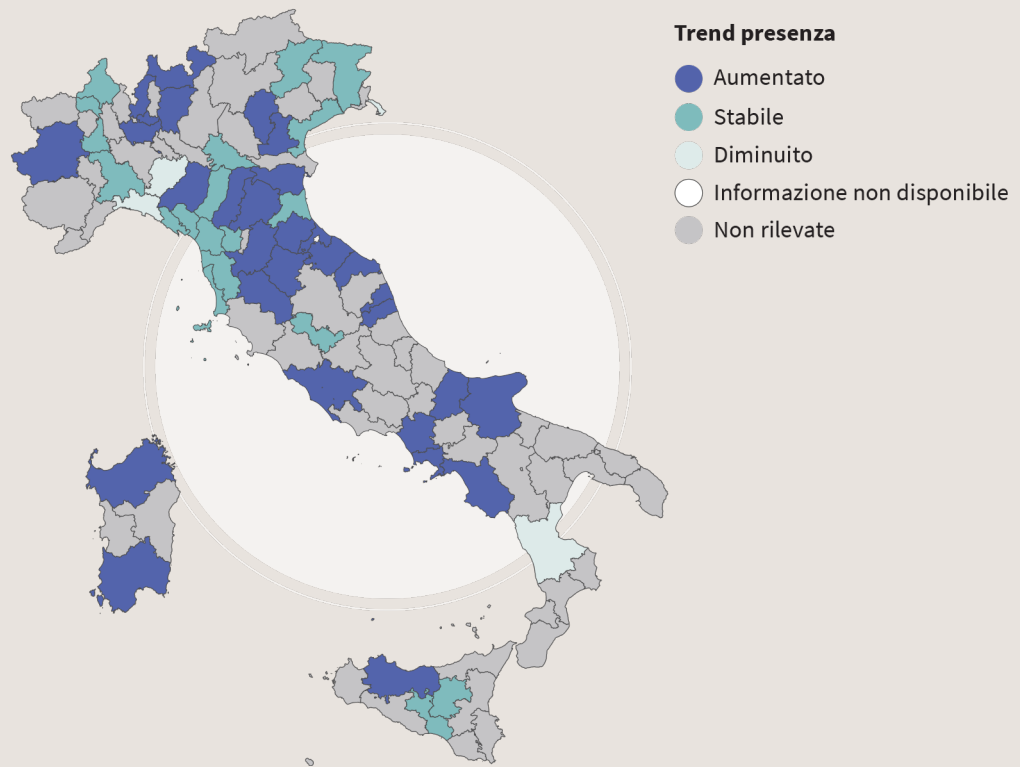 Trend presenza
Aumentato
Stabile
Diminuito
Informazione non disponibile
Non rilevate